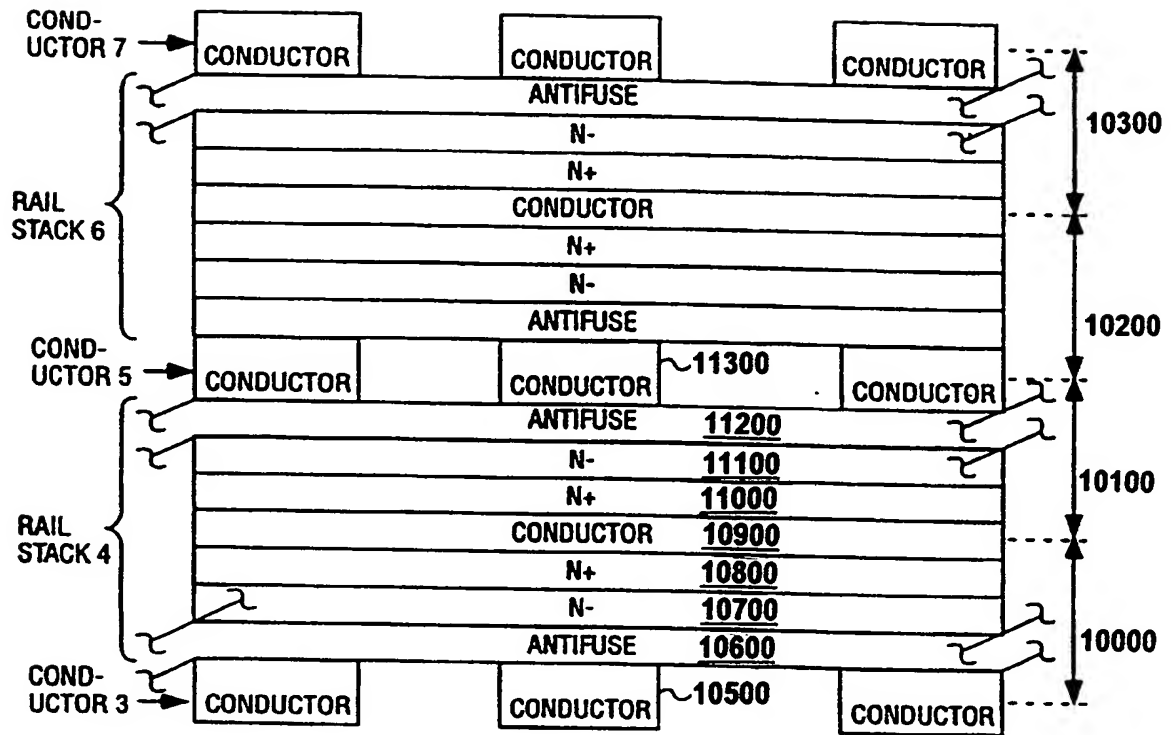 COND-
UCTOR 7
CONDUCTOR CONDUCTOR CONDUCTOR
ANTIFUSE
N-
N+
CONDUCTOR
N+
N-
ANTIFUSE
RAIL
STACK 6
10300
10200
COND-
UCTOR 5
CONDUCTOR CONDUCTOR CONDUCTOR
11300
ANTIFUSE 11200
N- 11100
N+ 11000
CONDUCTOR 10900
N+ 10800
N- 10700
ANTIFUSE 10600
RAIL
STACK 4
10100
10000
COND-
UCTOR 3
CONDUCTOR CONDUCTOR CONDUCTOR
10500